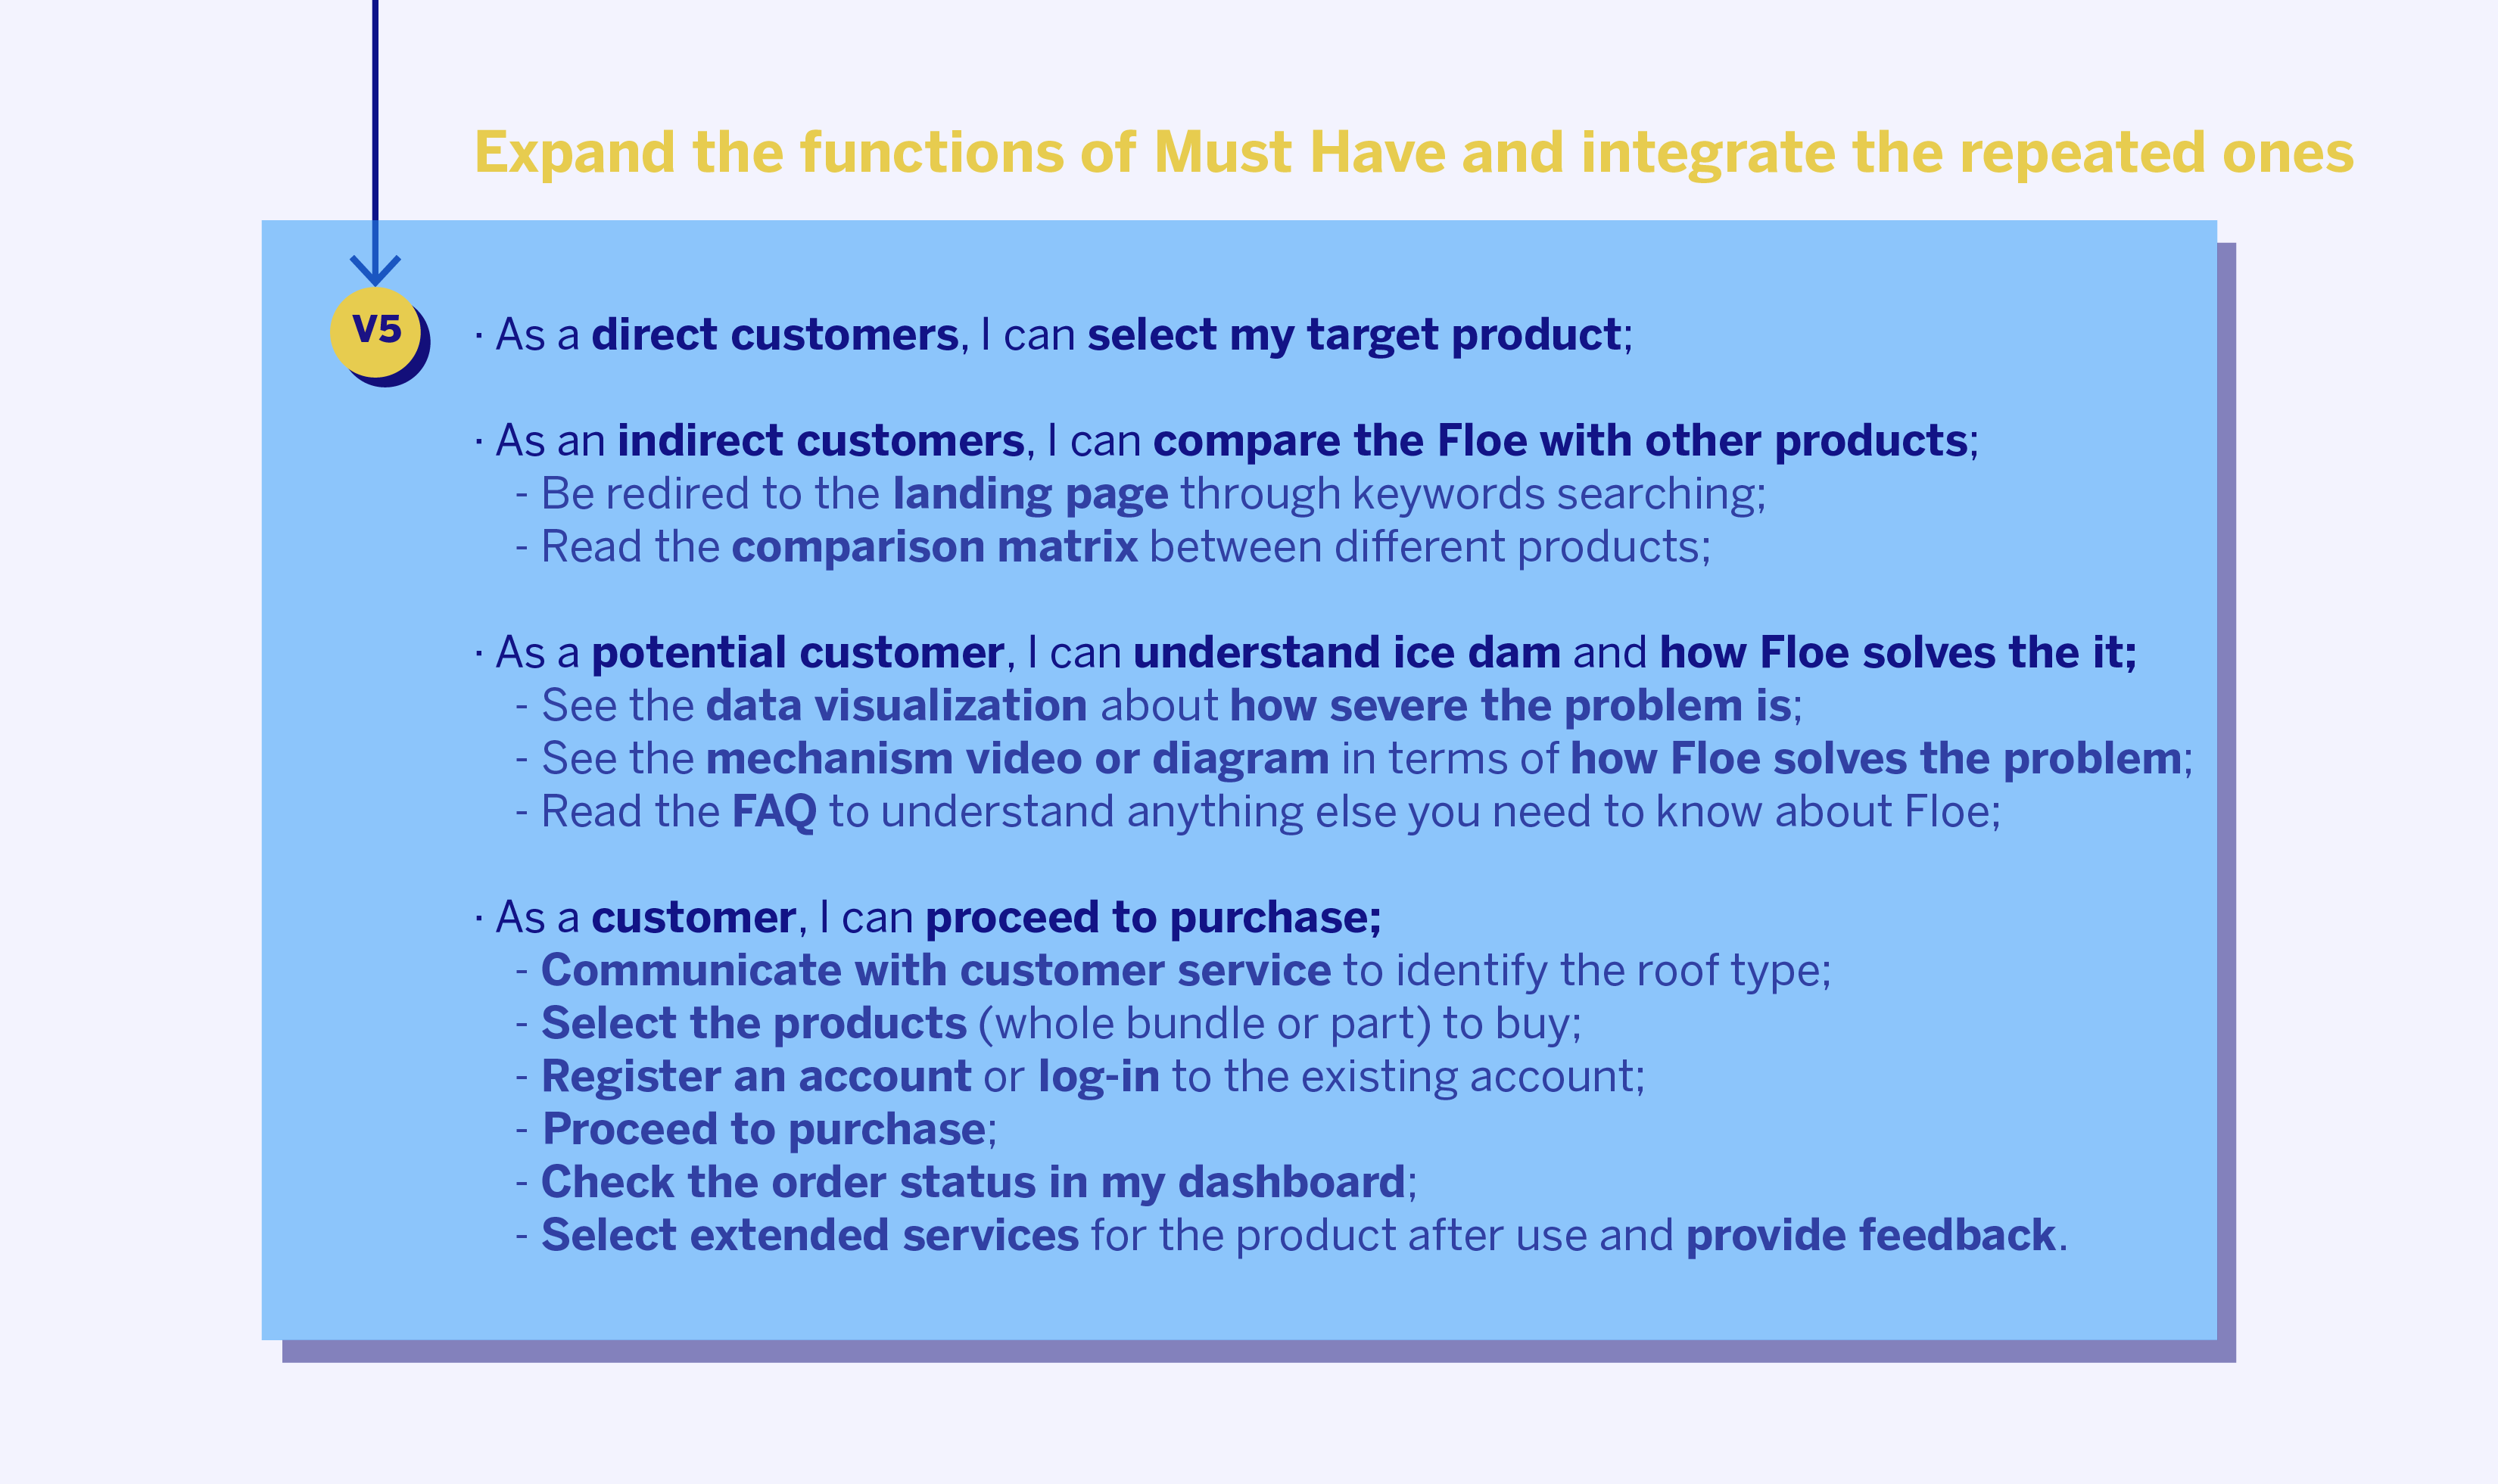 Expand the functions of Must Have and integrate the repeated ones
V5
· As a direct customers, I can select my target product;
· As an indirect customers, I can compare the Floe with other products;
- Be redired to the landing page through keywords searching;
- Read the comparison matrix between different products;
· As a potential customer, I can understand ice dam and how Floe solves the it;
- See the data visualization about how severe the problem is;
- See the mechanism video or diagram in terms of how Floe solves the problem;
- Read the FAQ to understand anything else you need to know about Floe;
· As a customer, I can proceed to purchase;
- Communicate with customer service to identify the roof type;
- Select the products (whole bundle or part) to buy;
- Register an account or log-in to the existing account;
- Proceed to purchase;
- Check the order status in my dashboard;
- Select extended services for the product after use and provide feedback.